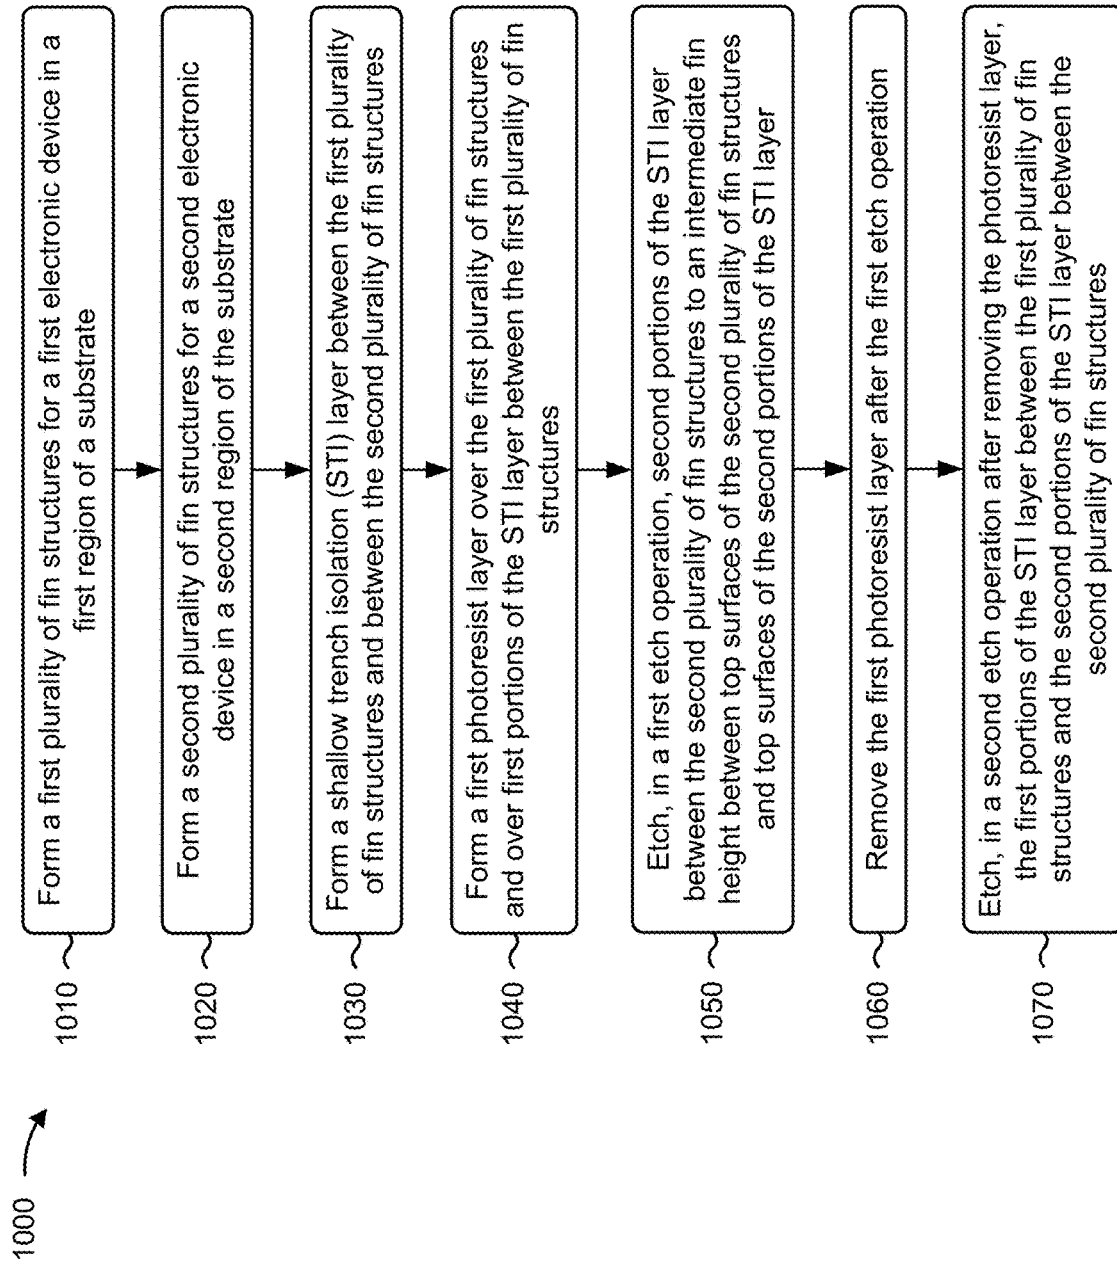 1000
1010
Form a first plurality of fin structures for a first electronic device in a
first region of a substrate
1020
Form a second plurality of fin structures for a second electronic
device in a second region of the substrate
1030
Form a shallow trench isolation (STI) layer between the first plurality
of fin structures and between the second plurality of fin structures
1040
Form a first photoresist layer over the first plurality of fin structures
and over first portions of the STI layer between the first plurality of fin
structures
1050
Etch, in a first etch operation, second portions of the STI layer
between the second plurality of fin structures to an intermediate fin
height between top surfaces of the second plurality of fin structures
and top surfaces of the second portions of the STI layer
1060
Remove the first photoresist layer after the first etch operation
1070
Etch, in a second etch operation after removing the photoresist layer,
the first portions of the STI layer between the first plurality of fin
structures and the second portions of the STI layer between the
second plurality of fin structures